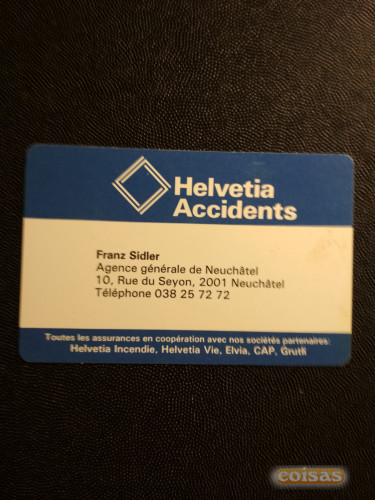 Helvetia
Accidents
Franz Sidler
Agence générale de Neuchâtel
10, Rue du Seyon, 2001 Neuchâtel
Téléphone 038 25 72 72
Toutes les assurances en coopération avec nos sociétés partenaires:
Helvetia Incendie, Helvetia Vie, Elvia, CAP, Grutli
coisas